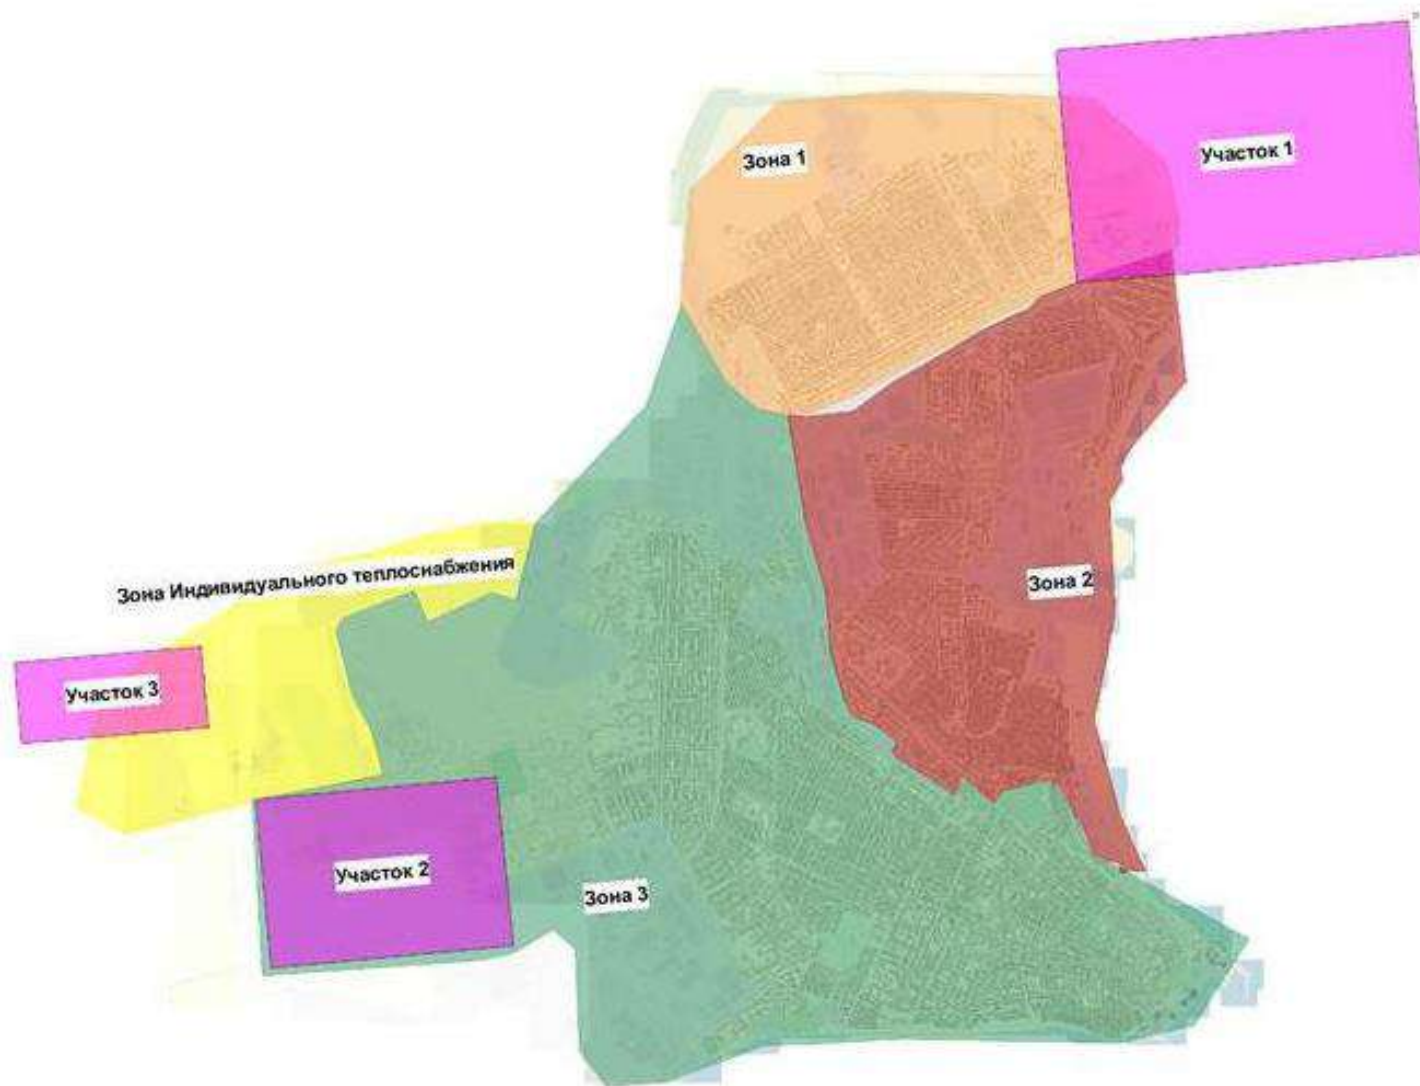 Зона 1
Участок 1
Зона Индивидуального теплоснабжения
Зона 2
Участок 3
Участок 2
Зона 3